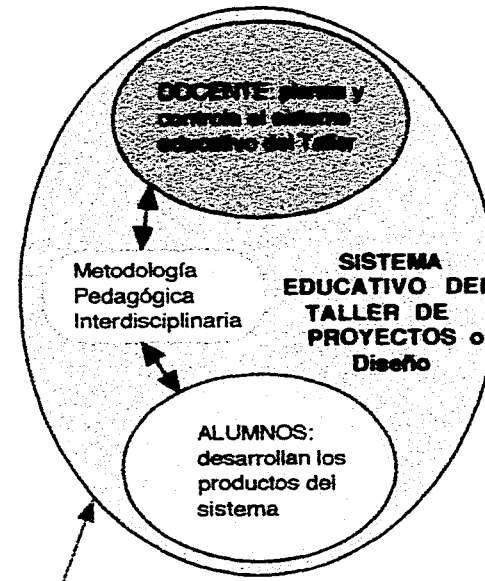 DOCENTE: planea y
controla el sistema
educativo del Taller
Metodología
Pedagógica
Interdisciplinaria
SISTEMA
EDUCATIVO DEL
TALLER DE
PROYECTOS o
Diseño
ALUMNOS:
desarrollan los
productos del
sistema